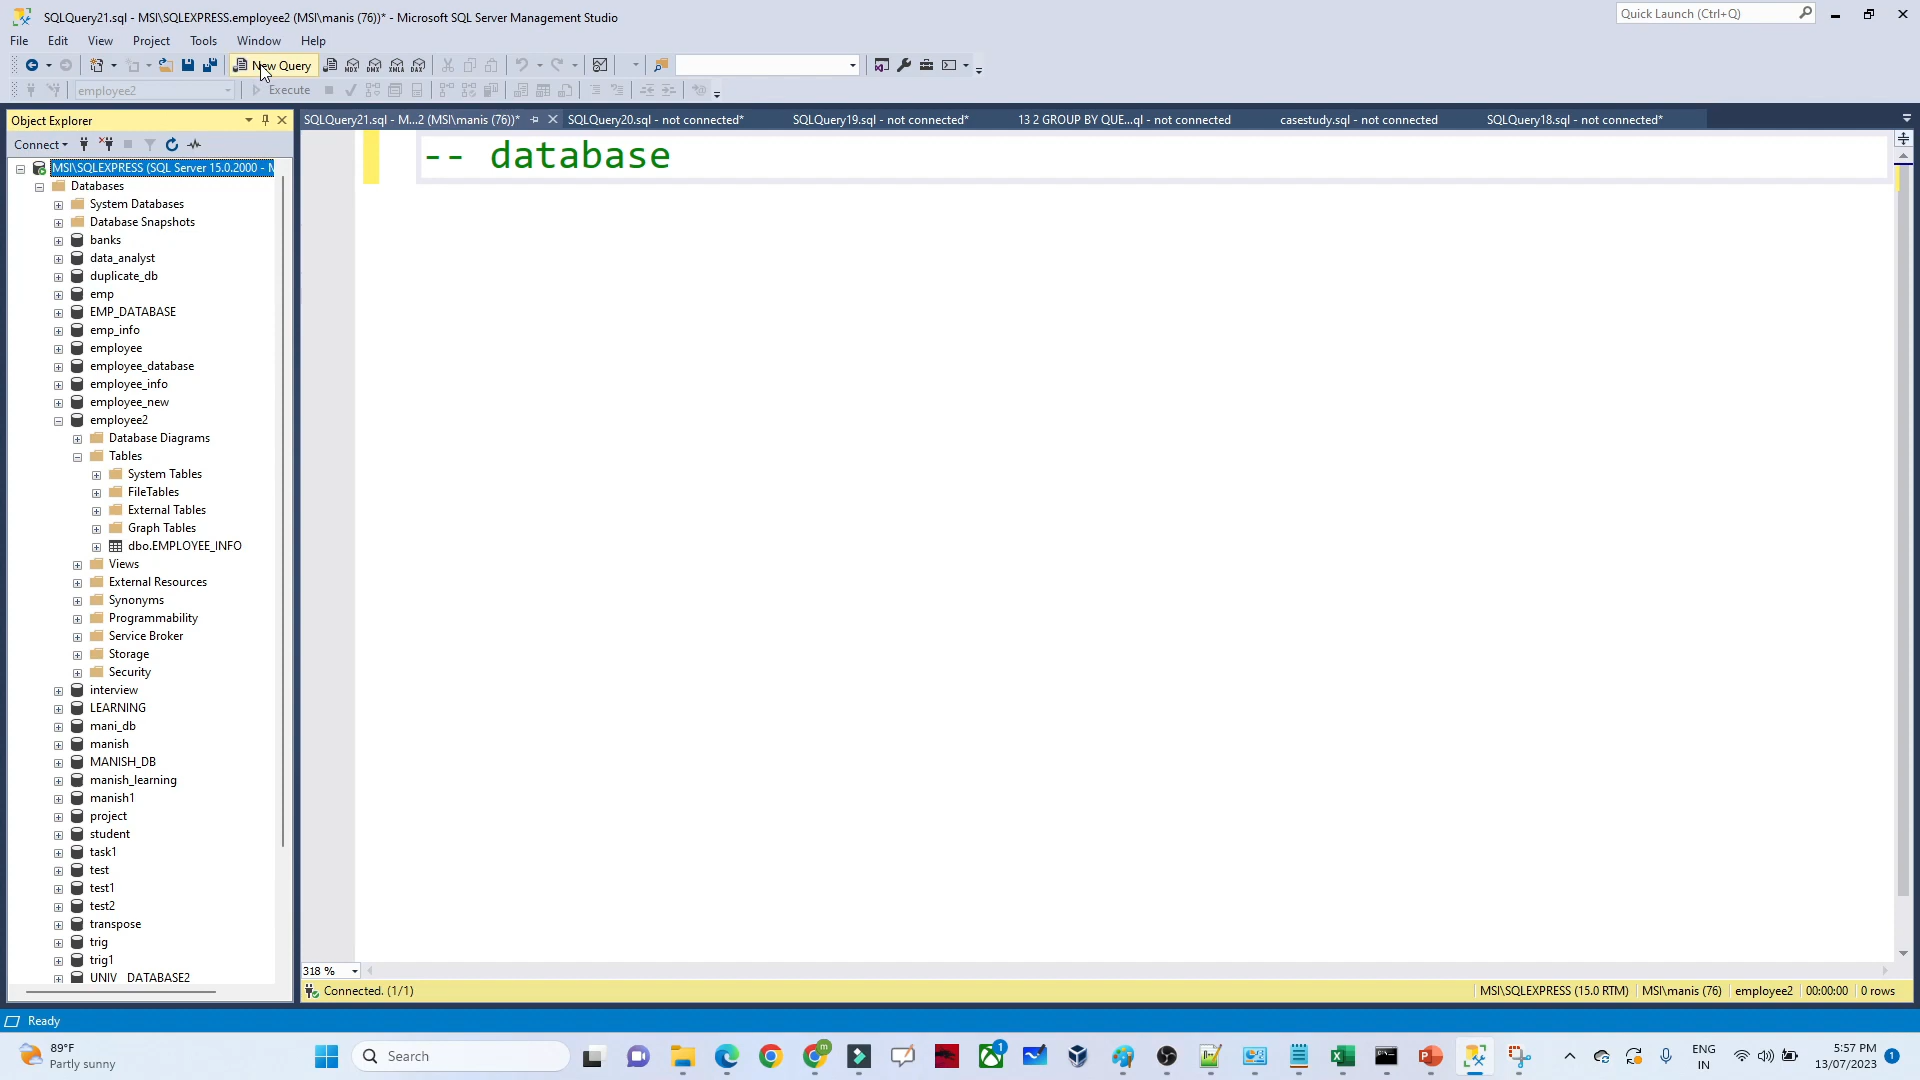 SQLQuery21.sql - MSI\SQLEXPRESS.employee2 (MSI\manis (76))* - Microsoft SQL Server Management Studio
Quick Launch (Ctrl+Q)
File Edit View Project Tools Window Help
New Query
MDX DMX XMLA DAX
employee2
Execute
Object Explorer
SQLQuery21.sql - M...2 (MSI\manis (76))*
SQLQuery20.sql - not connected*
SQLQuery19.sql - not connected*
13 2 GROUP BY QUE...ql - not connected
casestudy.sql - not connected
SQLQuery18.sql - not connected*
Connect
MSI\SQLEXPRESS (SQL Server 15.0.2000 -
Databases
System Databases
Database Snapshots
banks
data_analyst
duplicate_db
emp
EMP_DATABASE
emp_info
employee
employee_database
employee_info
employee_new
employee2
Database Diagrams
Tables
System Tables
FileTables
External Tables
Graph Tables
dbo.EMPLOYEE_INFO
Views
External Resources
Synonyms
Programmability
Service Broker
Storage
Security
interview
LEARNING
mani_db
manish
MANISH_DB
manish_learning
manish1
project
student
task1
test
test1
test2
transpose
trig
trig1
UNIV_DATABASE2
-- database
318 %
Connected. (1/1)
MSI\SQLEXPRESS (15.0 RTM)
MSI\manis (76)
employee2
00:00:00
0 rows
Ready
89°F
Partly sunny
Search
m
1
ENG
IN
5:57 PM
13/07/2023
1